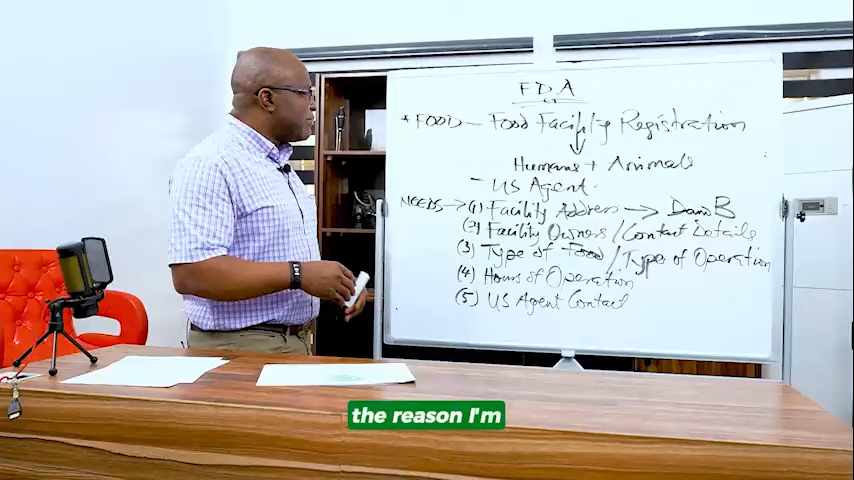 FDA
* FOOD - Food Facility Registration
Humans + Animals
- US Agent.
NEEDS → (1) Facility Address →
(2) Facility Owners / Contact Details
(3) Type of Food / Type of Operation
(4) Hours of Operation
(5) US Agent Contact
the reason I'm